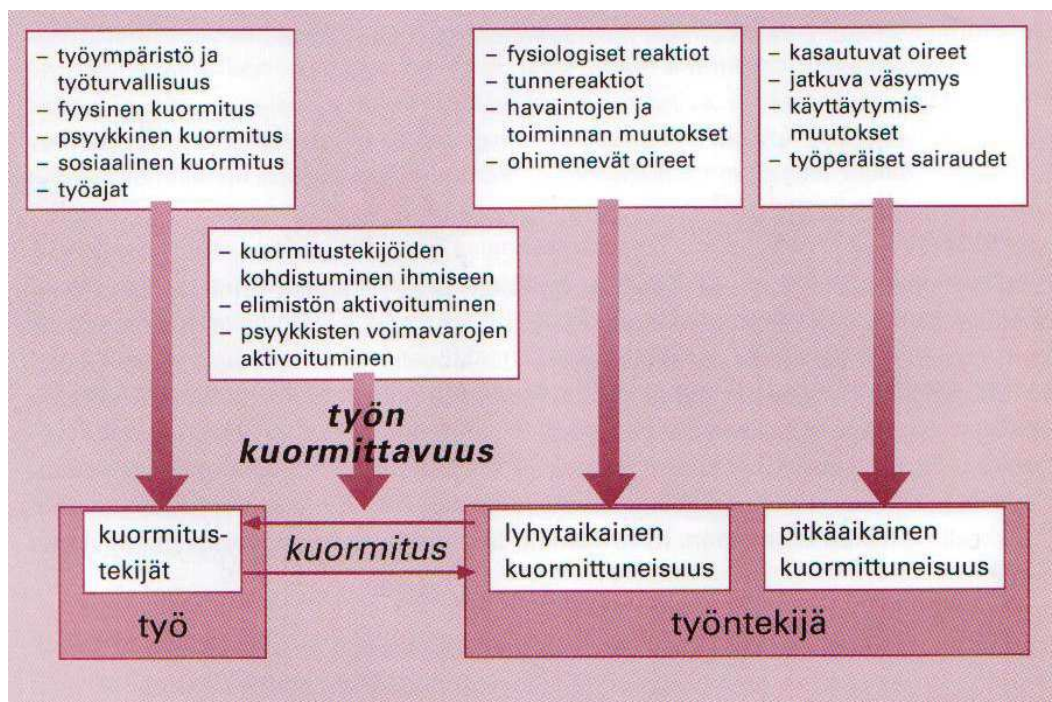 – työympäristö ja
työturvallisuus
– fyysinen kuormitus
– psyykkinen kuormitus
– sosiaalinen kuormitus
– työajat
– kuormitustekijöiden
kohdistuminen ihmiseen
– elimistön aktivoituminen
– psyykkisten voimavarojen
aktivoituminen
– fysiologiset reaktiot
– tunnereaktiot
– havaintojen ja
toiminnan muutokset
– ohimenevät oireet
– kasautuvat oireet
– jatkuva väsymys
– käyttäytymis-
muutokset
– työperäiset sairaudet
työn
kuormittavuus
kuormitus-
tekijät
kuormitus
lyhytaikainen
kuormittuneisuus
pitkäaikainen
kuormittuneisuus
työ
työntekijä